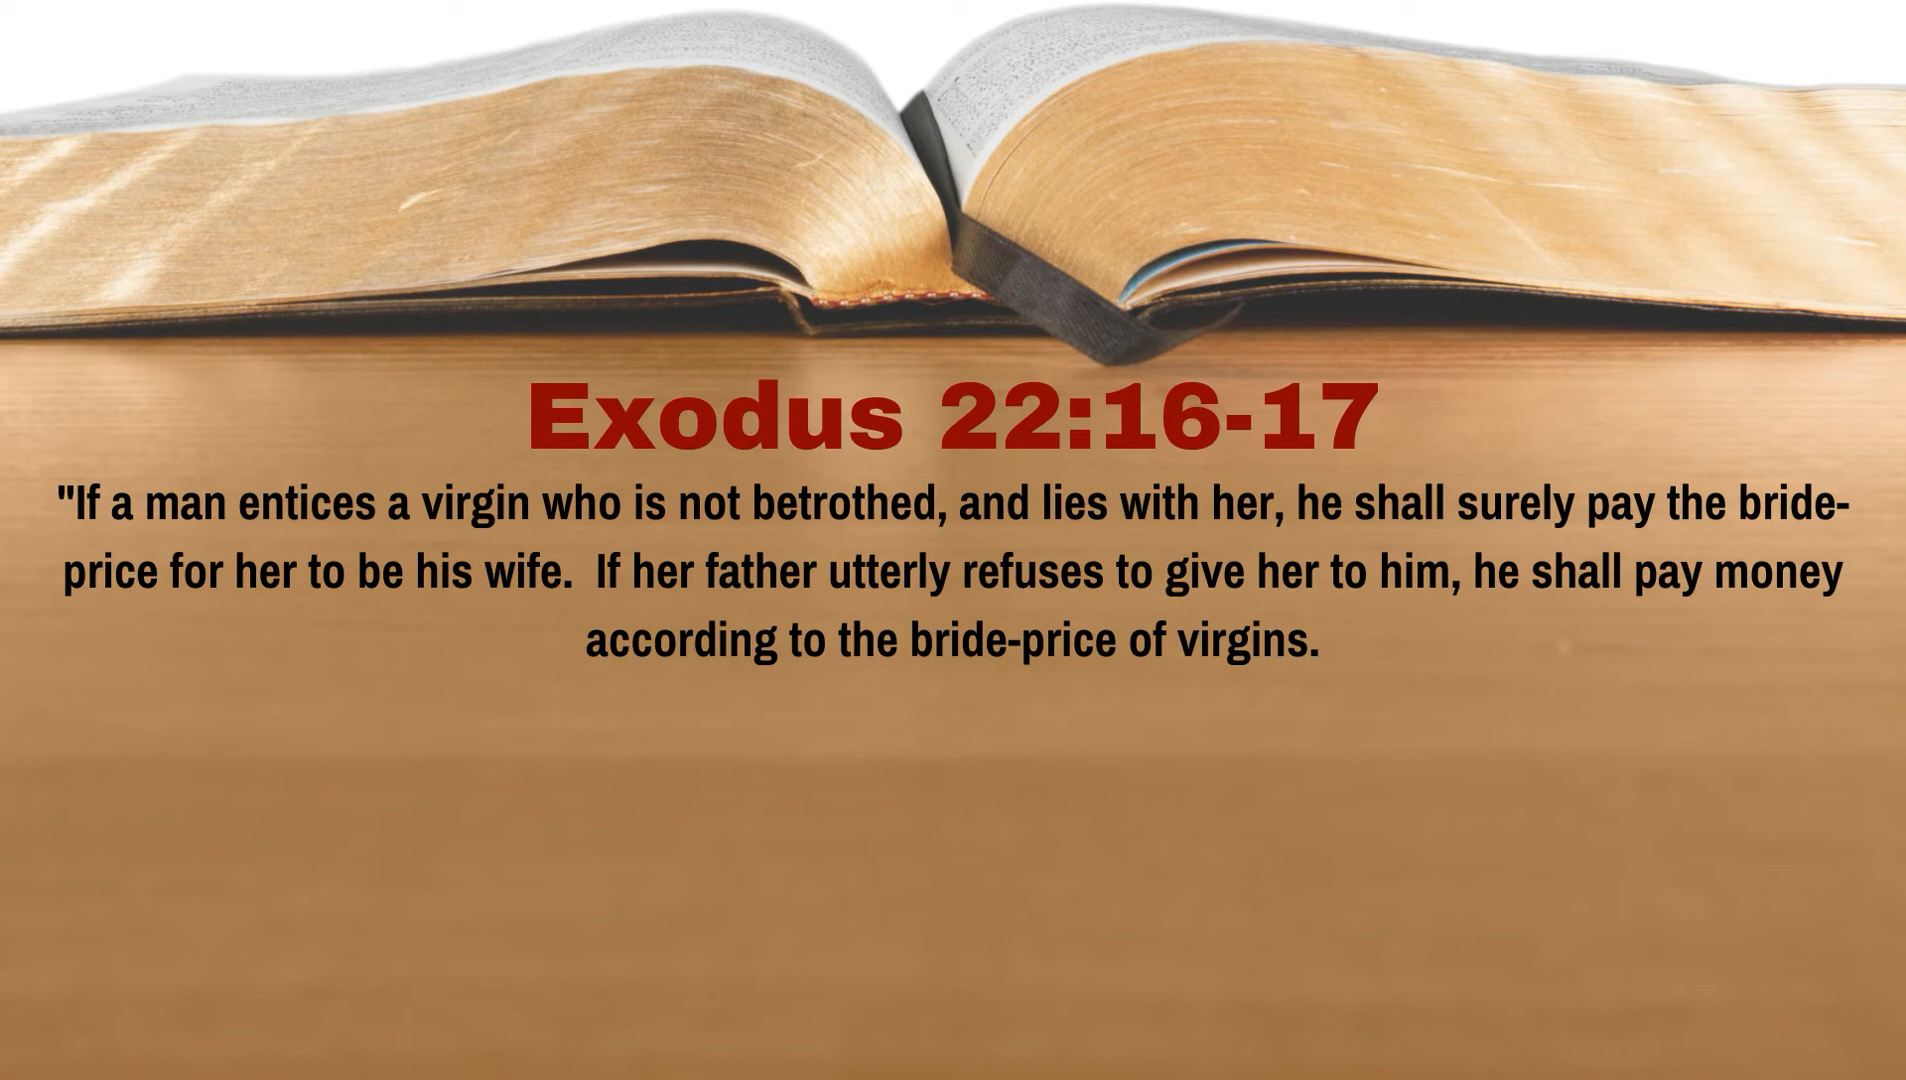 Exodus 22:16-17
"If a man entices a virgin who is not betrothed, and lies with her, he shall surely pay the bride-
price for her to be his wife.  If her father utterly refuses to give her to him, he shall pay money
according to the bride-price of virgins.